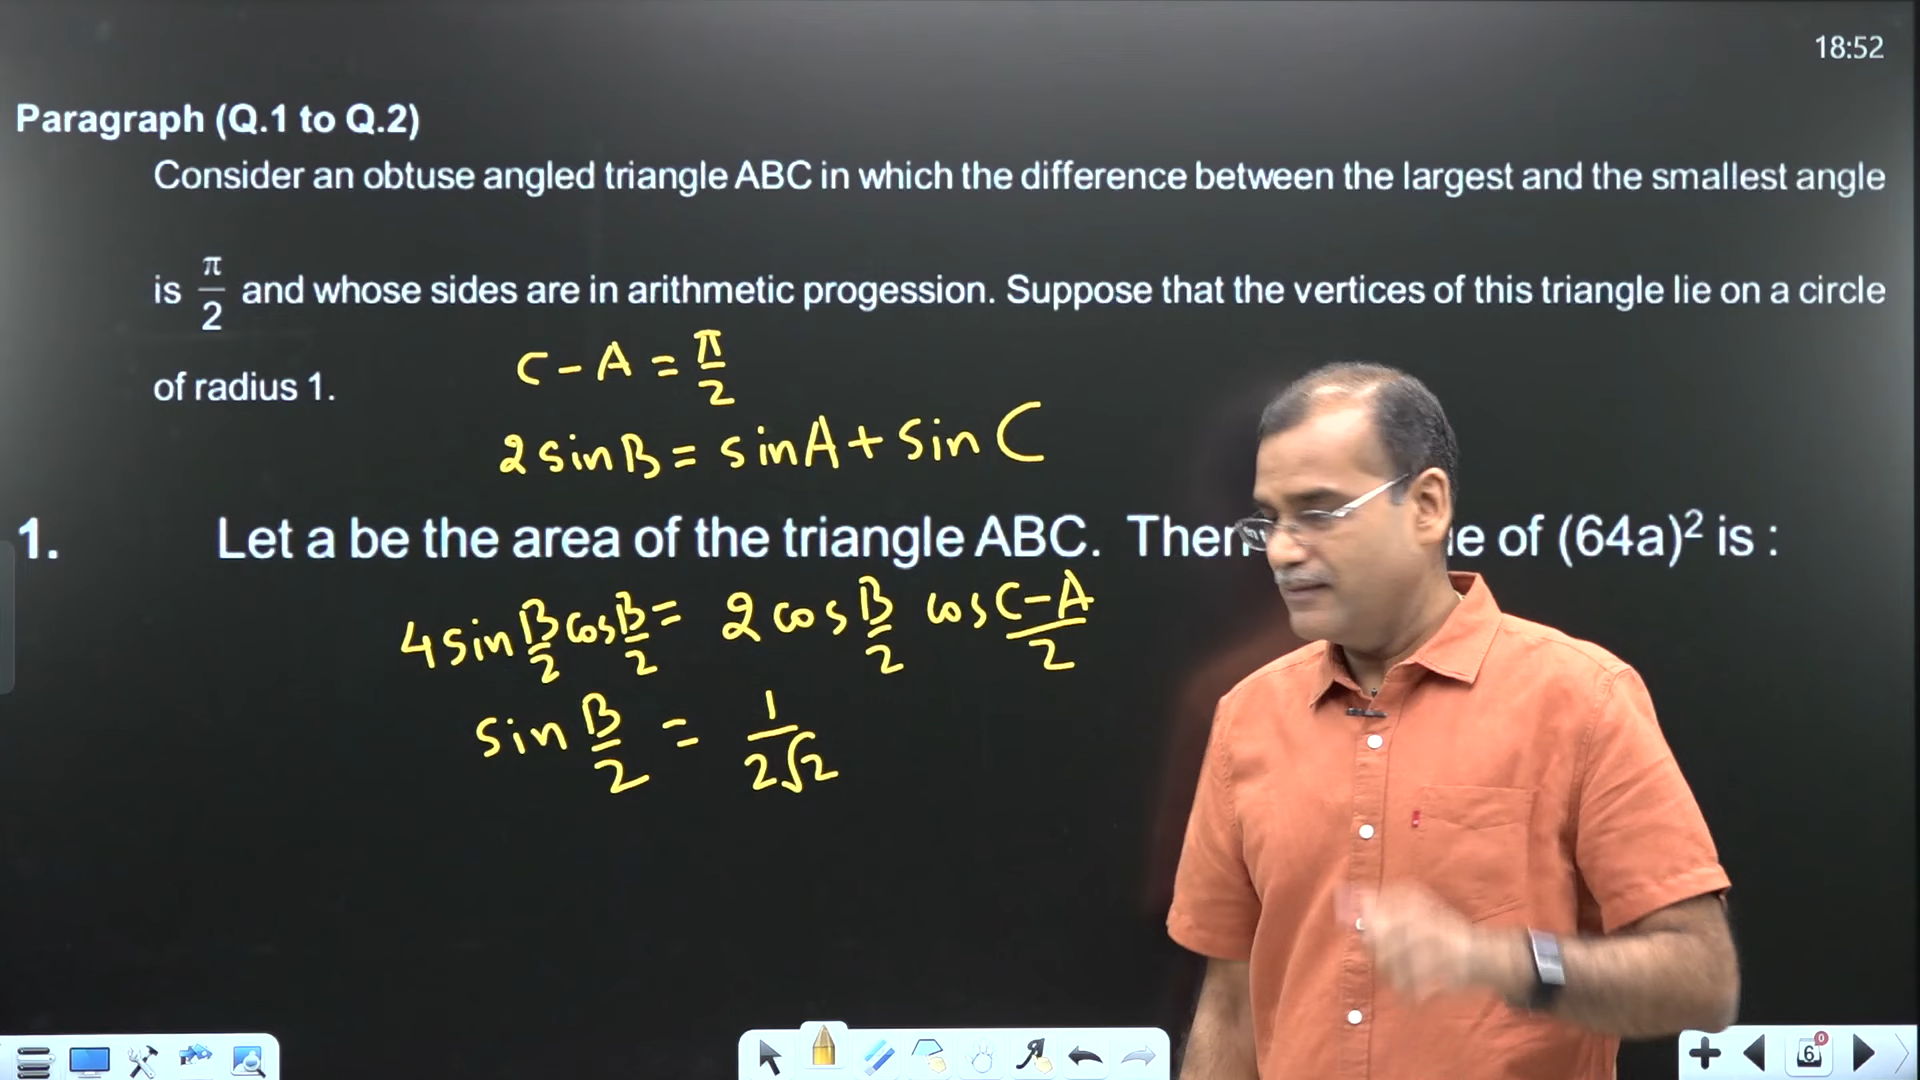 18:52
Paragraph (Q.1 to Q.2)
Consider an obtuse angled triangle ABC in which the difference between the largest and the smallest angle
is π/2 and whose sides are in arithmetic progession. Suppose that the vertices of this triangle lie on a circle
of radius 1.
C - A = π/2
2 sin B = sin A + sin C
1. Let a be the area of the triangle ABC. Then of (64a)² is :
4 sin B/2 cos B/2 = 2 cos B/2 cos C-A/2
sin B/2 = 1/2√2
6
0